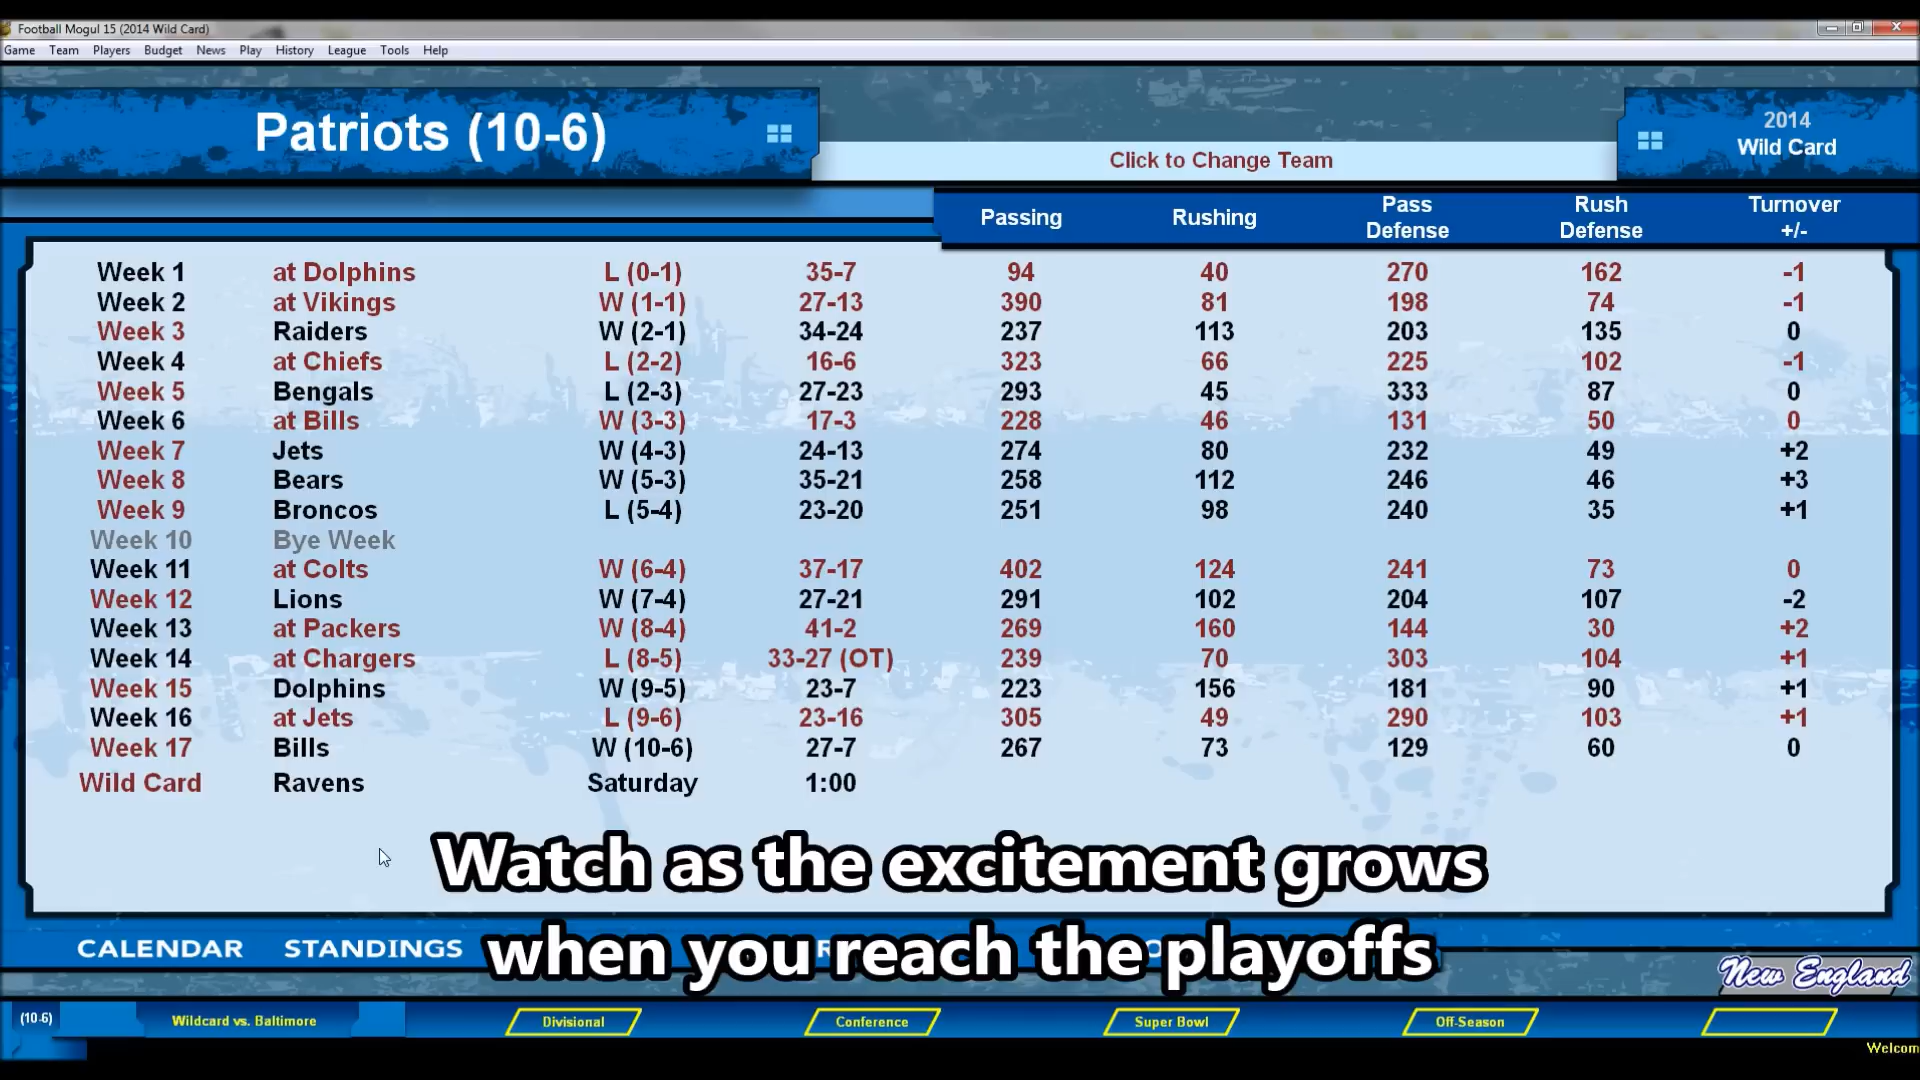 Football Mogul 15 (2014 Wild Card)
Game Team Players Budget News Play History League Tools Help
Patriots (10-6)
Click to Change Team
2014
Wild Card
Passing Rushing Pass Defense Rush Defense Turnover +/-
Week 1 at Dolphins L (0-1) 35-7 94 40 270 162 -1
Week 2 at Vikings W (1-1) 27-13 390 81 198 74 -1
Week 3 Raiders W (2-1) 34-24 237 113 203 135 0
Week 4 at Chiefs L (2-2) 16-6 323 66 225 102 -1
Week 5 Bengals L (2-3) 27-23 293 45 333 87 0
Week 6 at Bills W (3-3) 17-3 228 46 131 50 0
Week 7 Jets W (4-3) 24-13 274 80 232 49 +2
Week 8 Bears W (5-3) 35-21 258 112 246 46 +3
Week 9 Broncos L (5-4) 23-20 251 98 240 35 +1
Week 10 Bye Week
Week 11 at Colts W (6-4) 37-17 402 124 241 73 0
Week 12 Lions W (7-4) 27-21 291 102 204 107 -2
Week 13 at Packers W (8-4) 41-2 269 160 144 30 +2
Week 14 at Chargers L (8-5) 33-27 (OT) 239 70 303 104 +1
Week 15 Dolphins W (9-5) 23-7 223 156 181 90 +1
Week 16 at Jets L (9-6) 23-16 305 49 290 103 +1
Week 17 Bills W (10-6) 27-7 267 73 129 60 0
Wild Card Ravens Saturday 1:00
Watch as the excitement grows
when you reach the playoffs
CALENDAR STANDINGS
New England
(10-6) Wildcard vs. Baltimore Divisional Conference Super Bowl Off-Season
Welcom